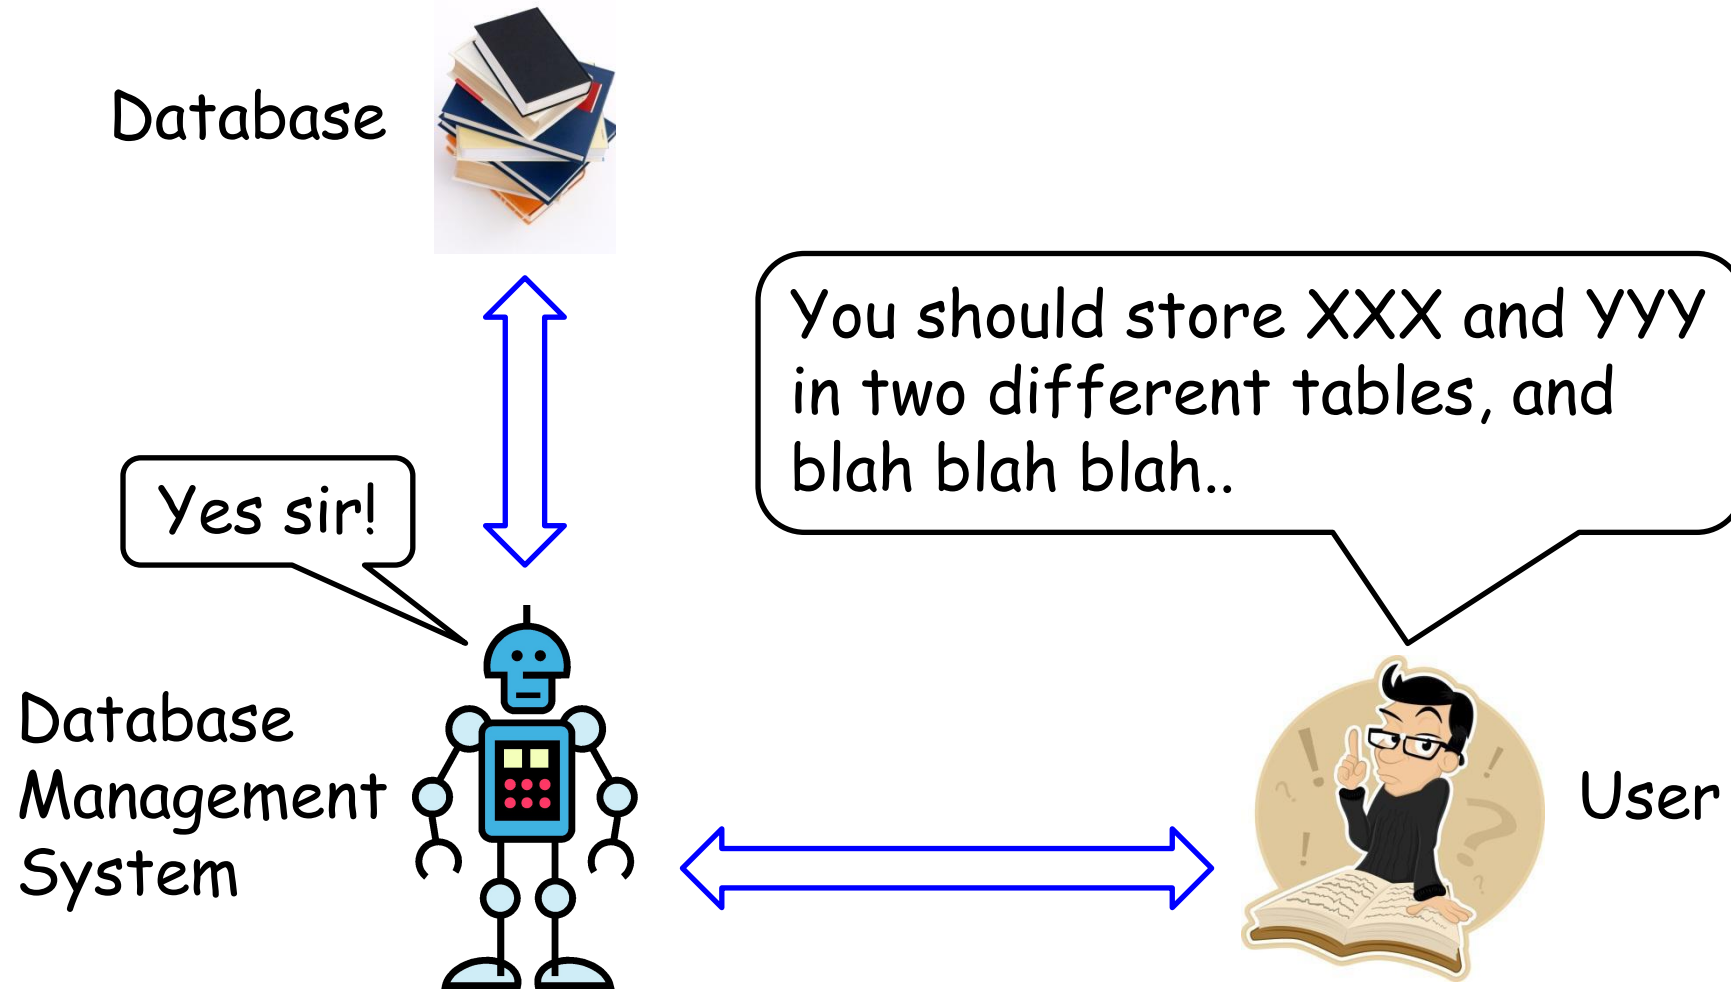 Database
You should store XXX and YYY
in two different tables, and
blah blah blah..
Yes sir!
Database
Management
System
User